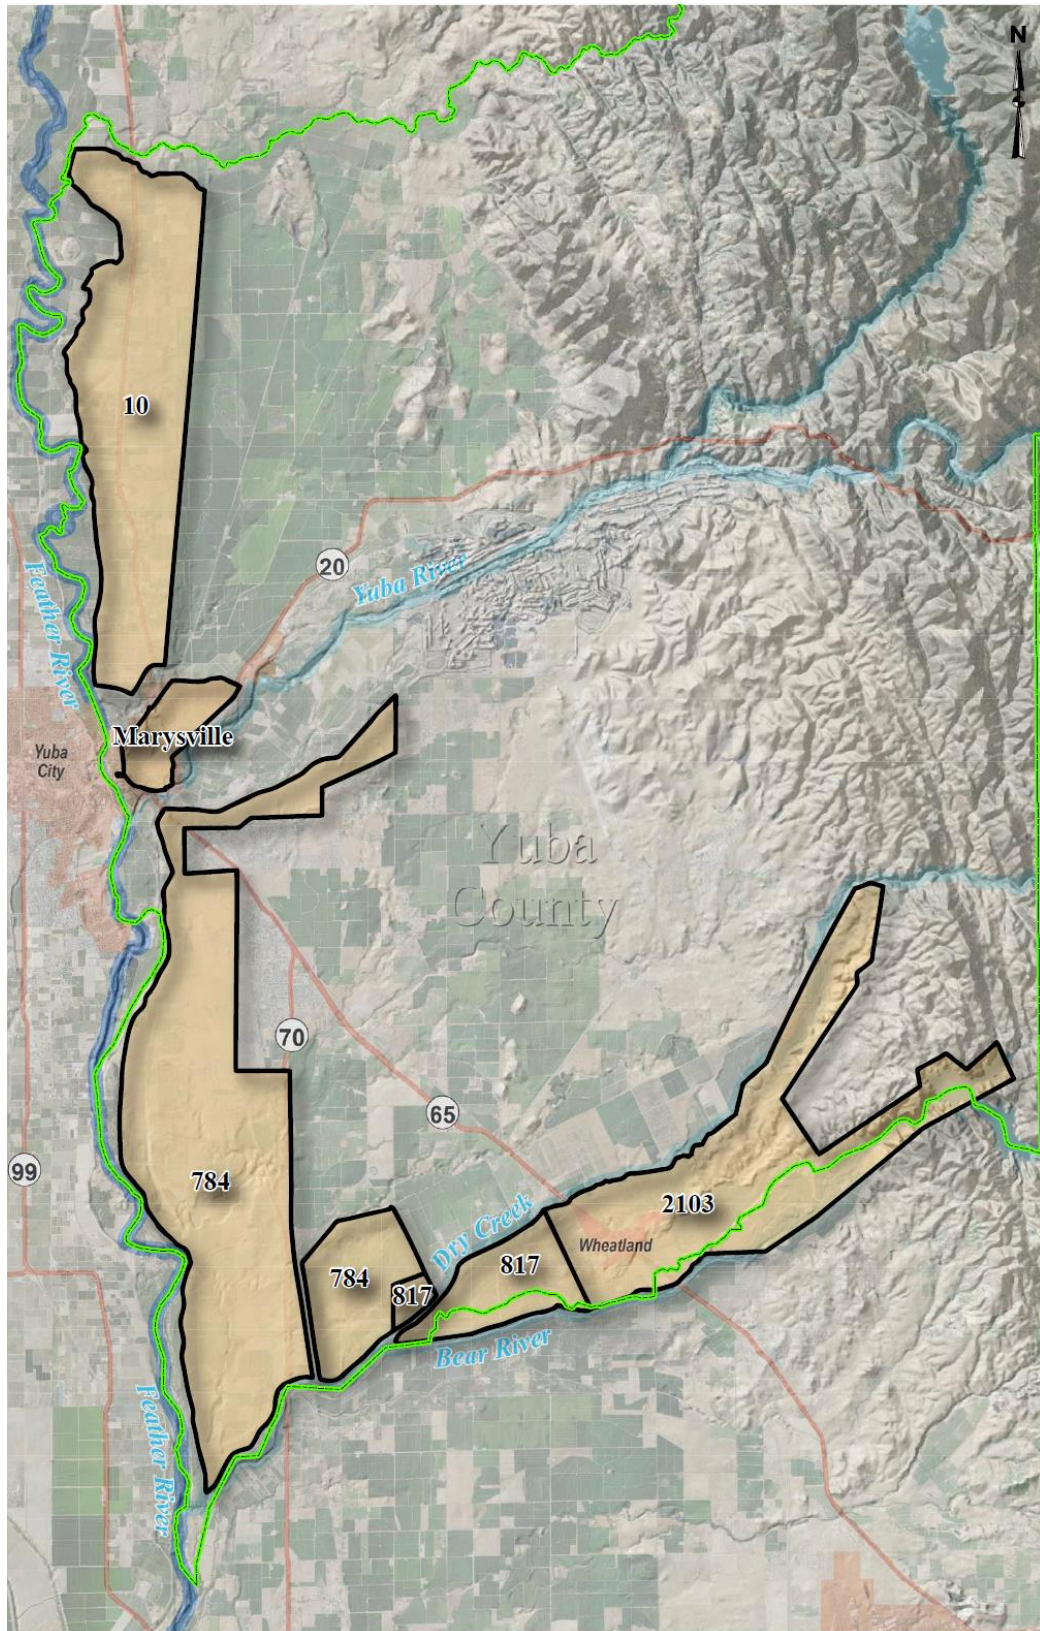 N
10
20
Yuba River
Feather River
Marysville
Yuba
City
Yuba
County
70
65
99
784
2103
Dry Creek
Wheatland
817
784
817
Bear River
Feather River